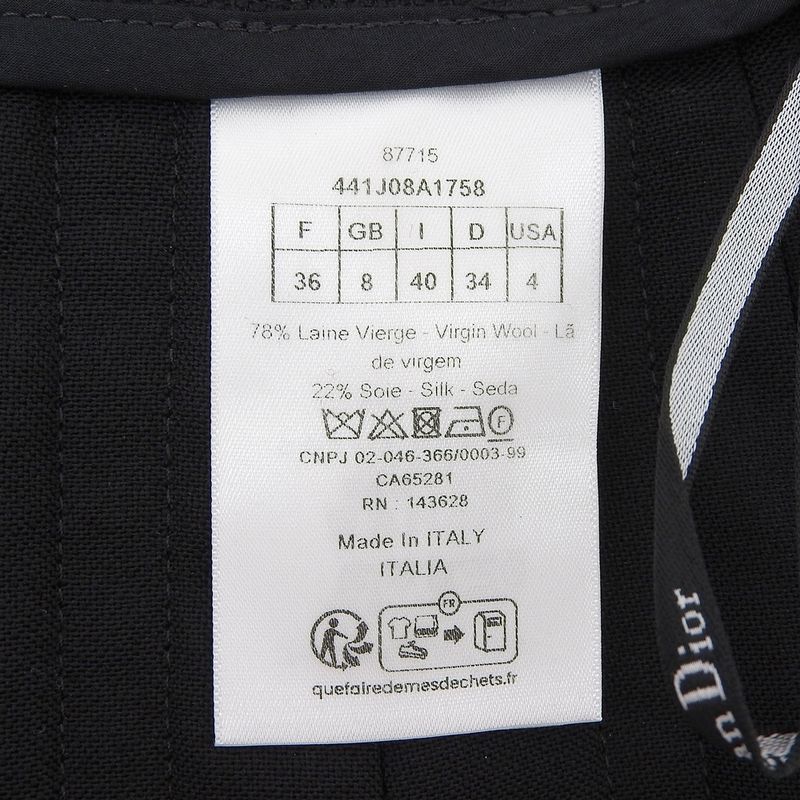 87715
441J08A1758
F GB I D USA
36 8 40 34 4
78% Laine Vierge - Virgin Wool - Lã
de virgem
22% Soie - Silk - Seda
F
CNPJ 02-046-366/0003-99
CA65281
RN : 143628
Made In ITALY
ITALIA
FR
quefairedemesdechets.fr
Dior